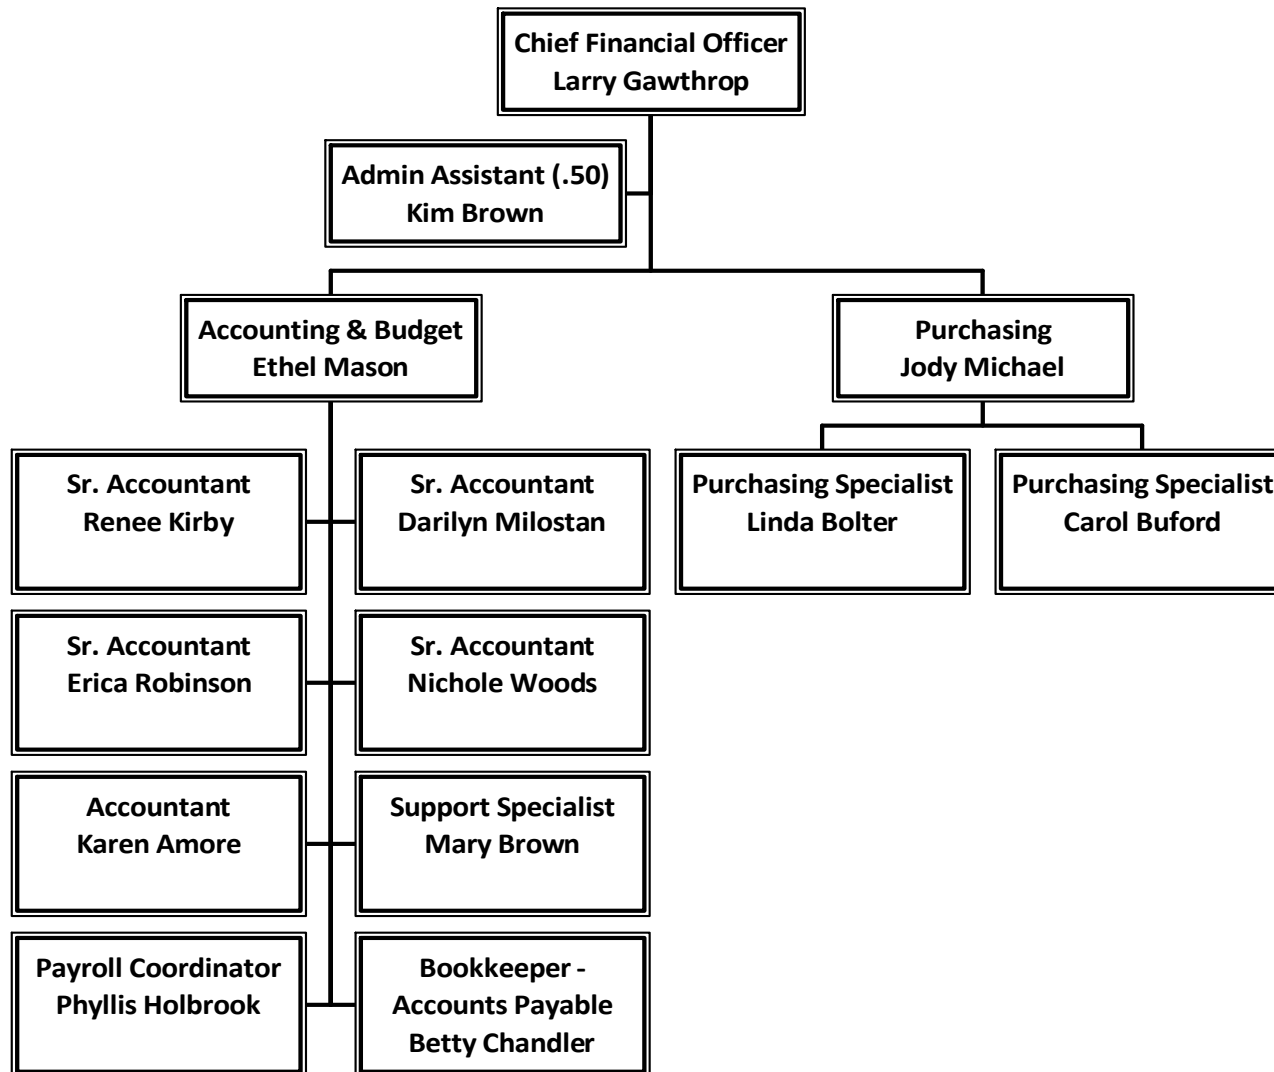 Chief Financial Officer
Larry Gawthrop
Admin Assistant (.50)
Kim Brown
Accounting & Budget
Ethel Mason
Purchasing
Jody Michael
Sr. Accountant
Renee Kirby
Sr. Accountant
Darilyn Milostan
Purchasing Specialist
Linda Bolter
Purchasing Specialist
Carol Buford
Sr. Accountant
Erica Robinson
Sr. Accountant
Nichole Woods
Accountant
Karen Amore
Support Specialist
Mary Brown
Payroll Coordinator
Phyllis Holbrook
Bookkeeper -
Accounts Payable
Betty Chandler